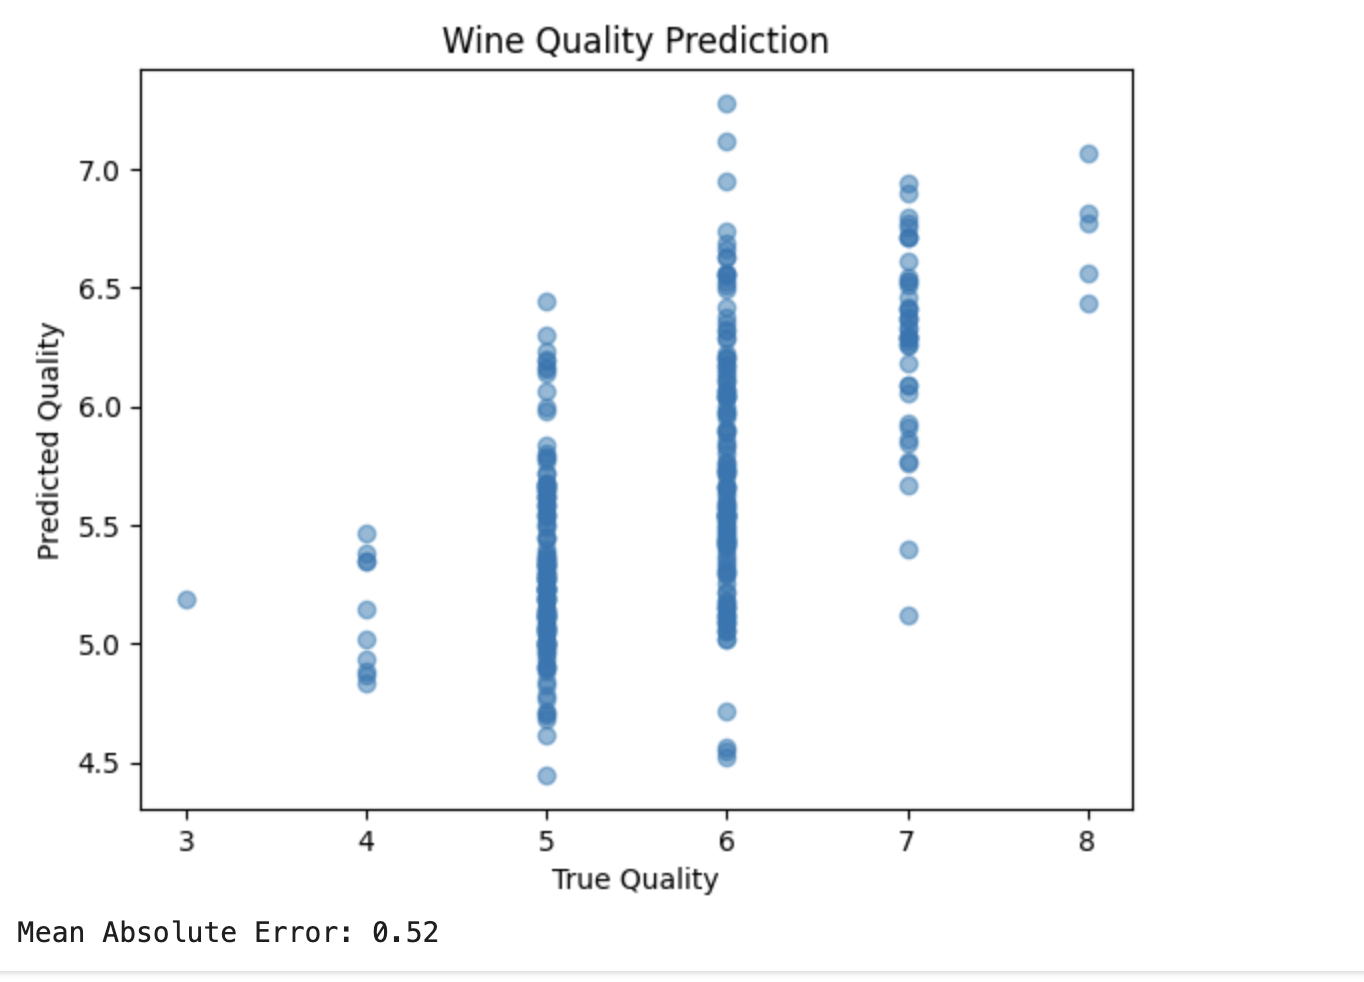 Wine Quality Prediction
7.0
6.5
6.0
5.5
5.0
4.5
Predicted Quality
3 4 5 6 7 8
True Quality
Mean Absolute Error: 0.52